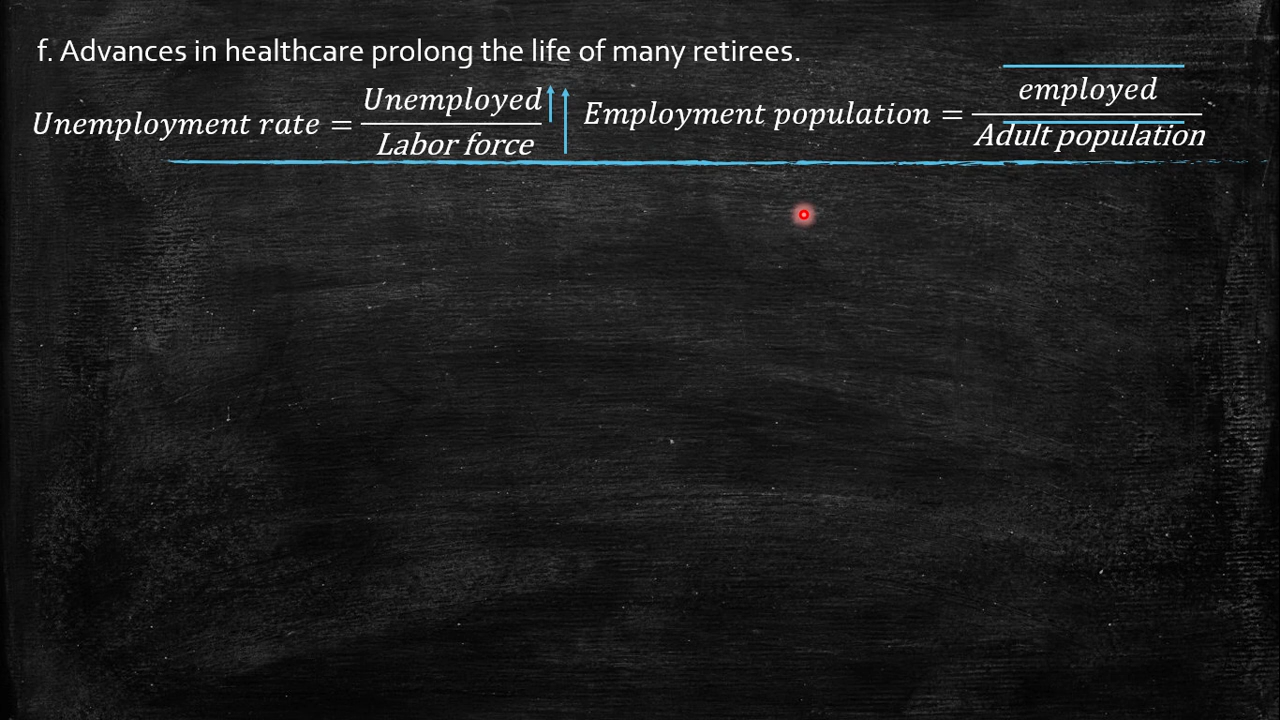 f. Advances in healthcare prolong the life of many retirees.
Unemployment rate = Unemployed / Labor force
Employment population = employed / Adult population